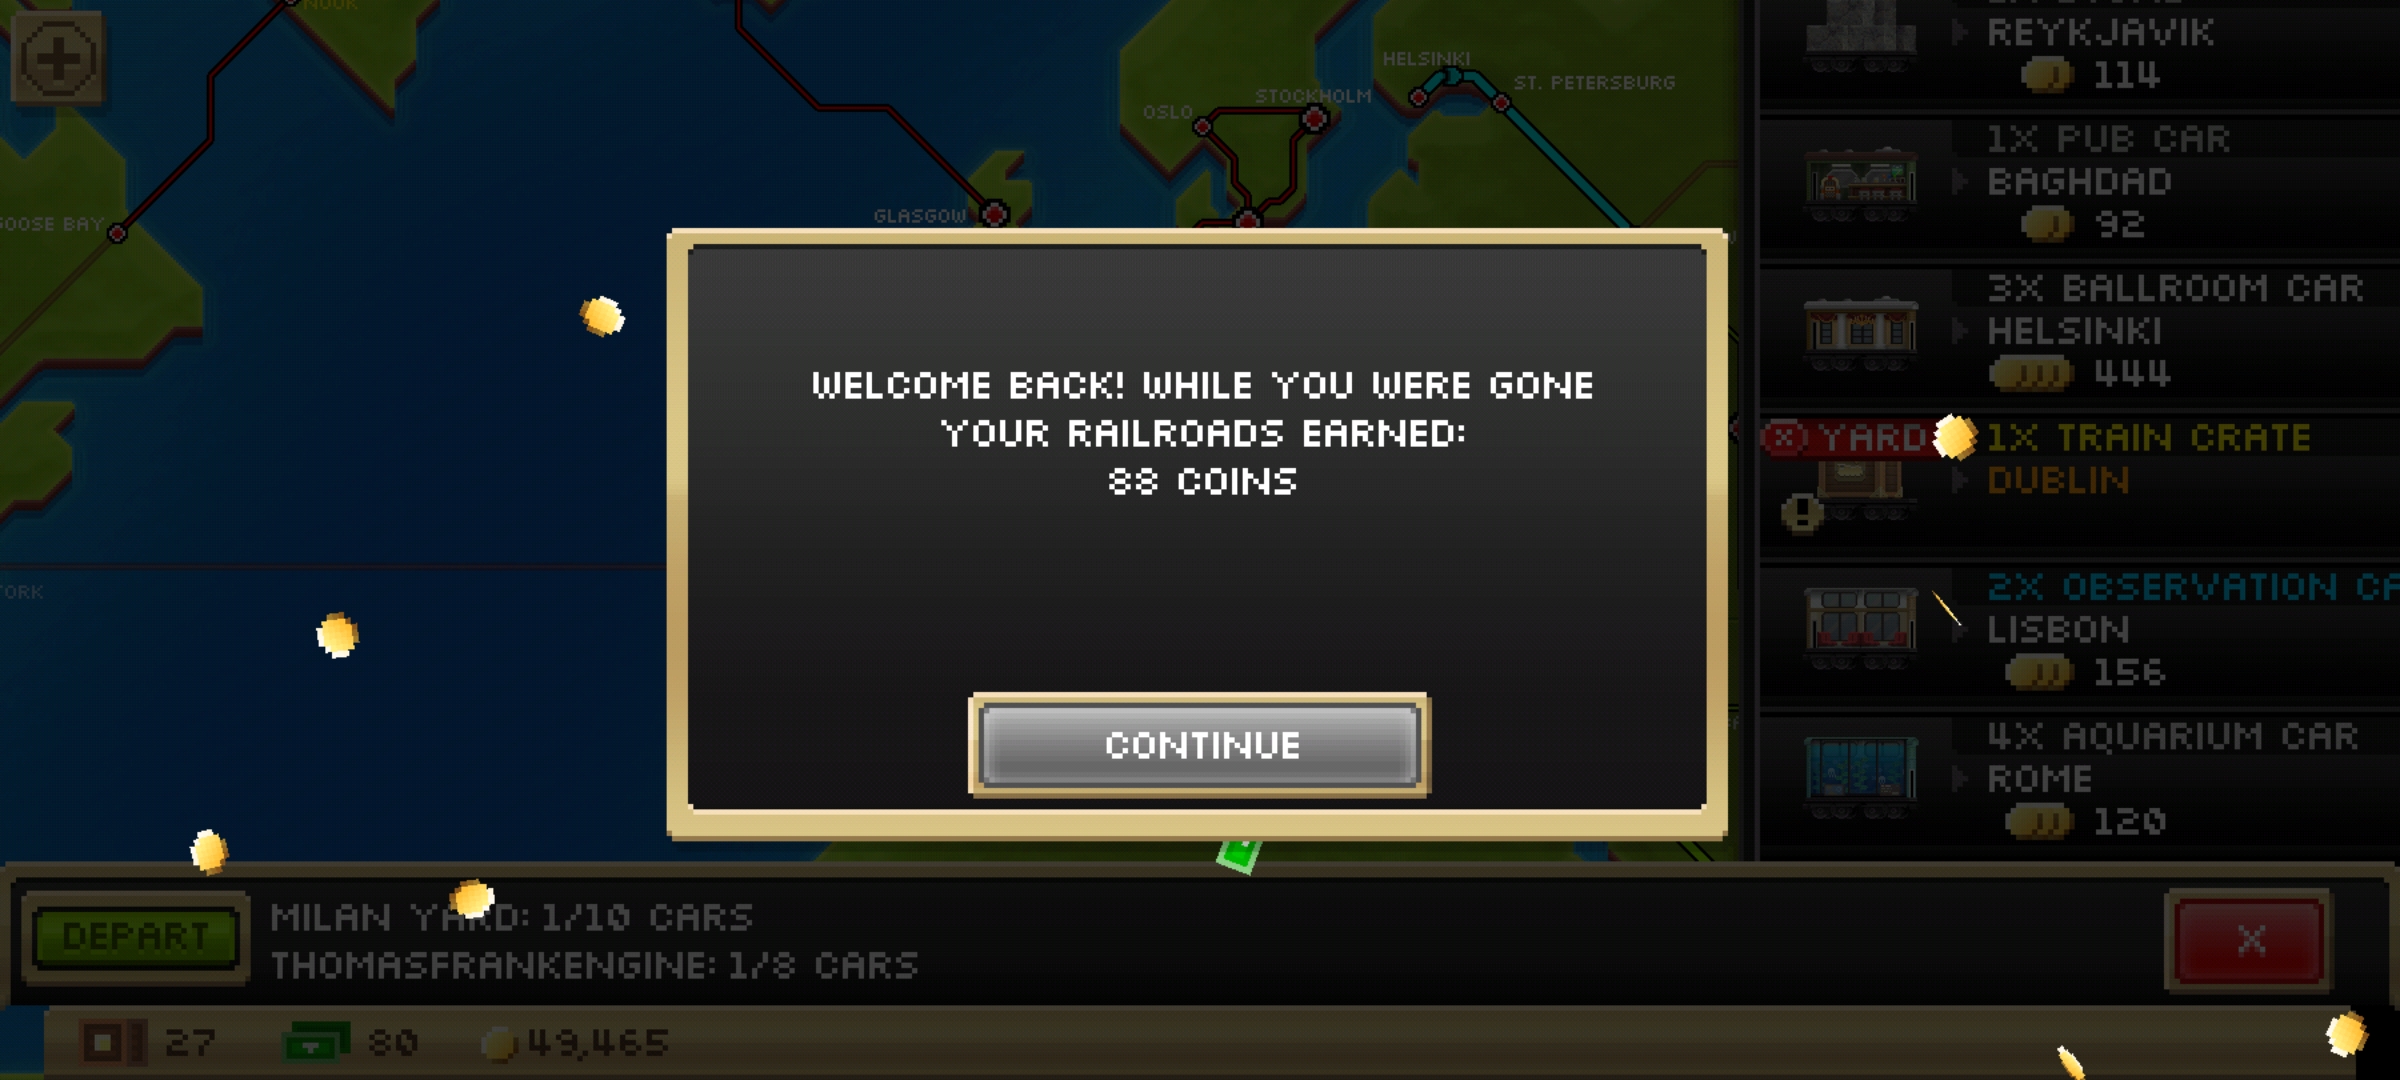 NUUK
HELSINKI
ST. PETERSBURG
STOCKHOLM
OSLO
GLASGOW
GOOSE BAY
YORK
WELCOME BACK! WHILE YOU WERE GONE
YOUR RAILROADS EARNED:
88 COINS
CONTINUE
REYKJAVIK
114
1X PUB CAR
BAGHDAD
92
3X BALLROOM CAR
HELSINKI
444
X YARD
1X TRAIN CRATE
DUBLIN
!
2X OBSERVATION CA
LISBON
156
4X AQUARIUM CAR
ROME
120
DEPART
MILAN YARD: 1/10 CARS
THOMASFRANKENGINE: 1/8 CARS
X
27
80
49,465